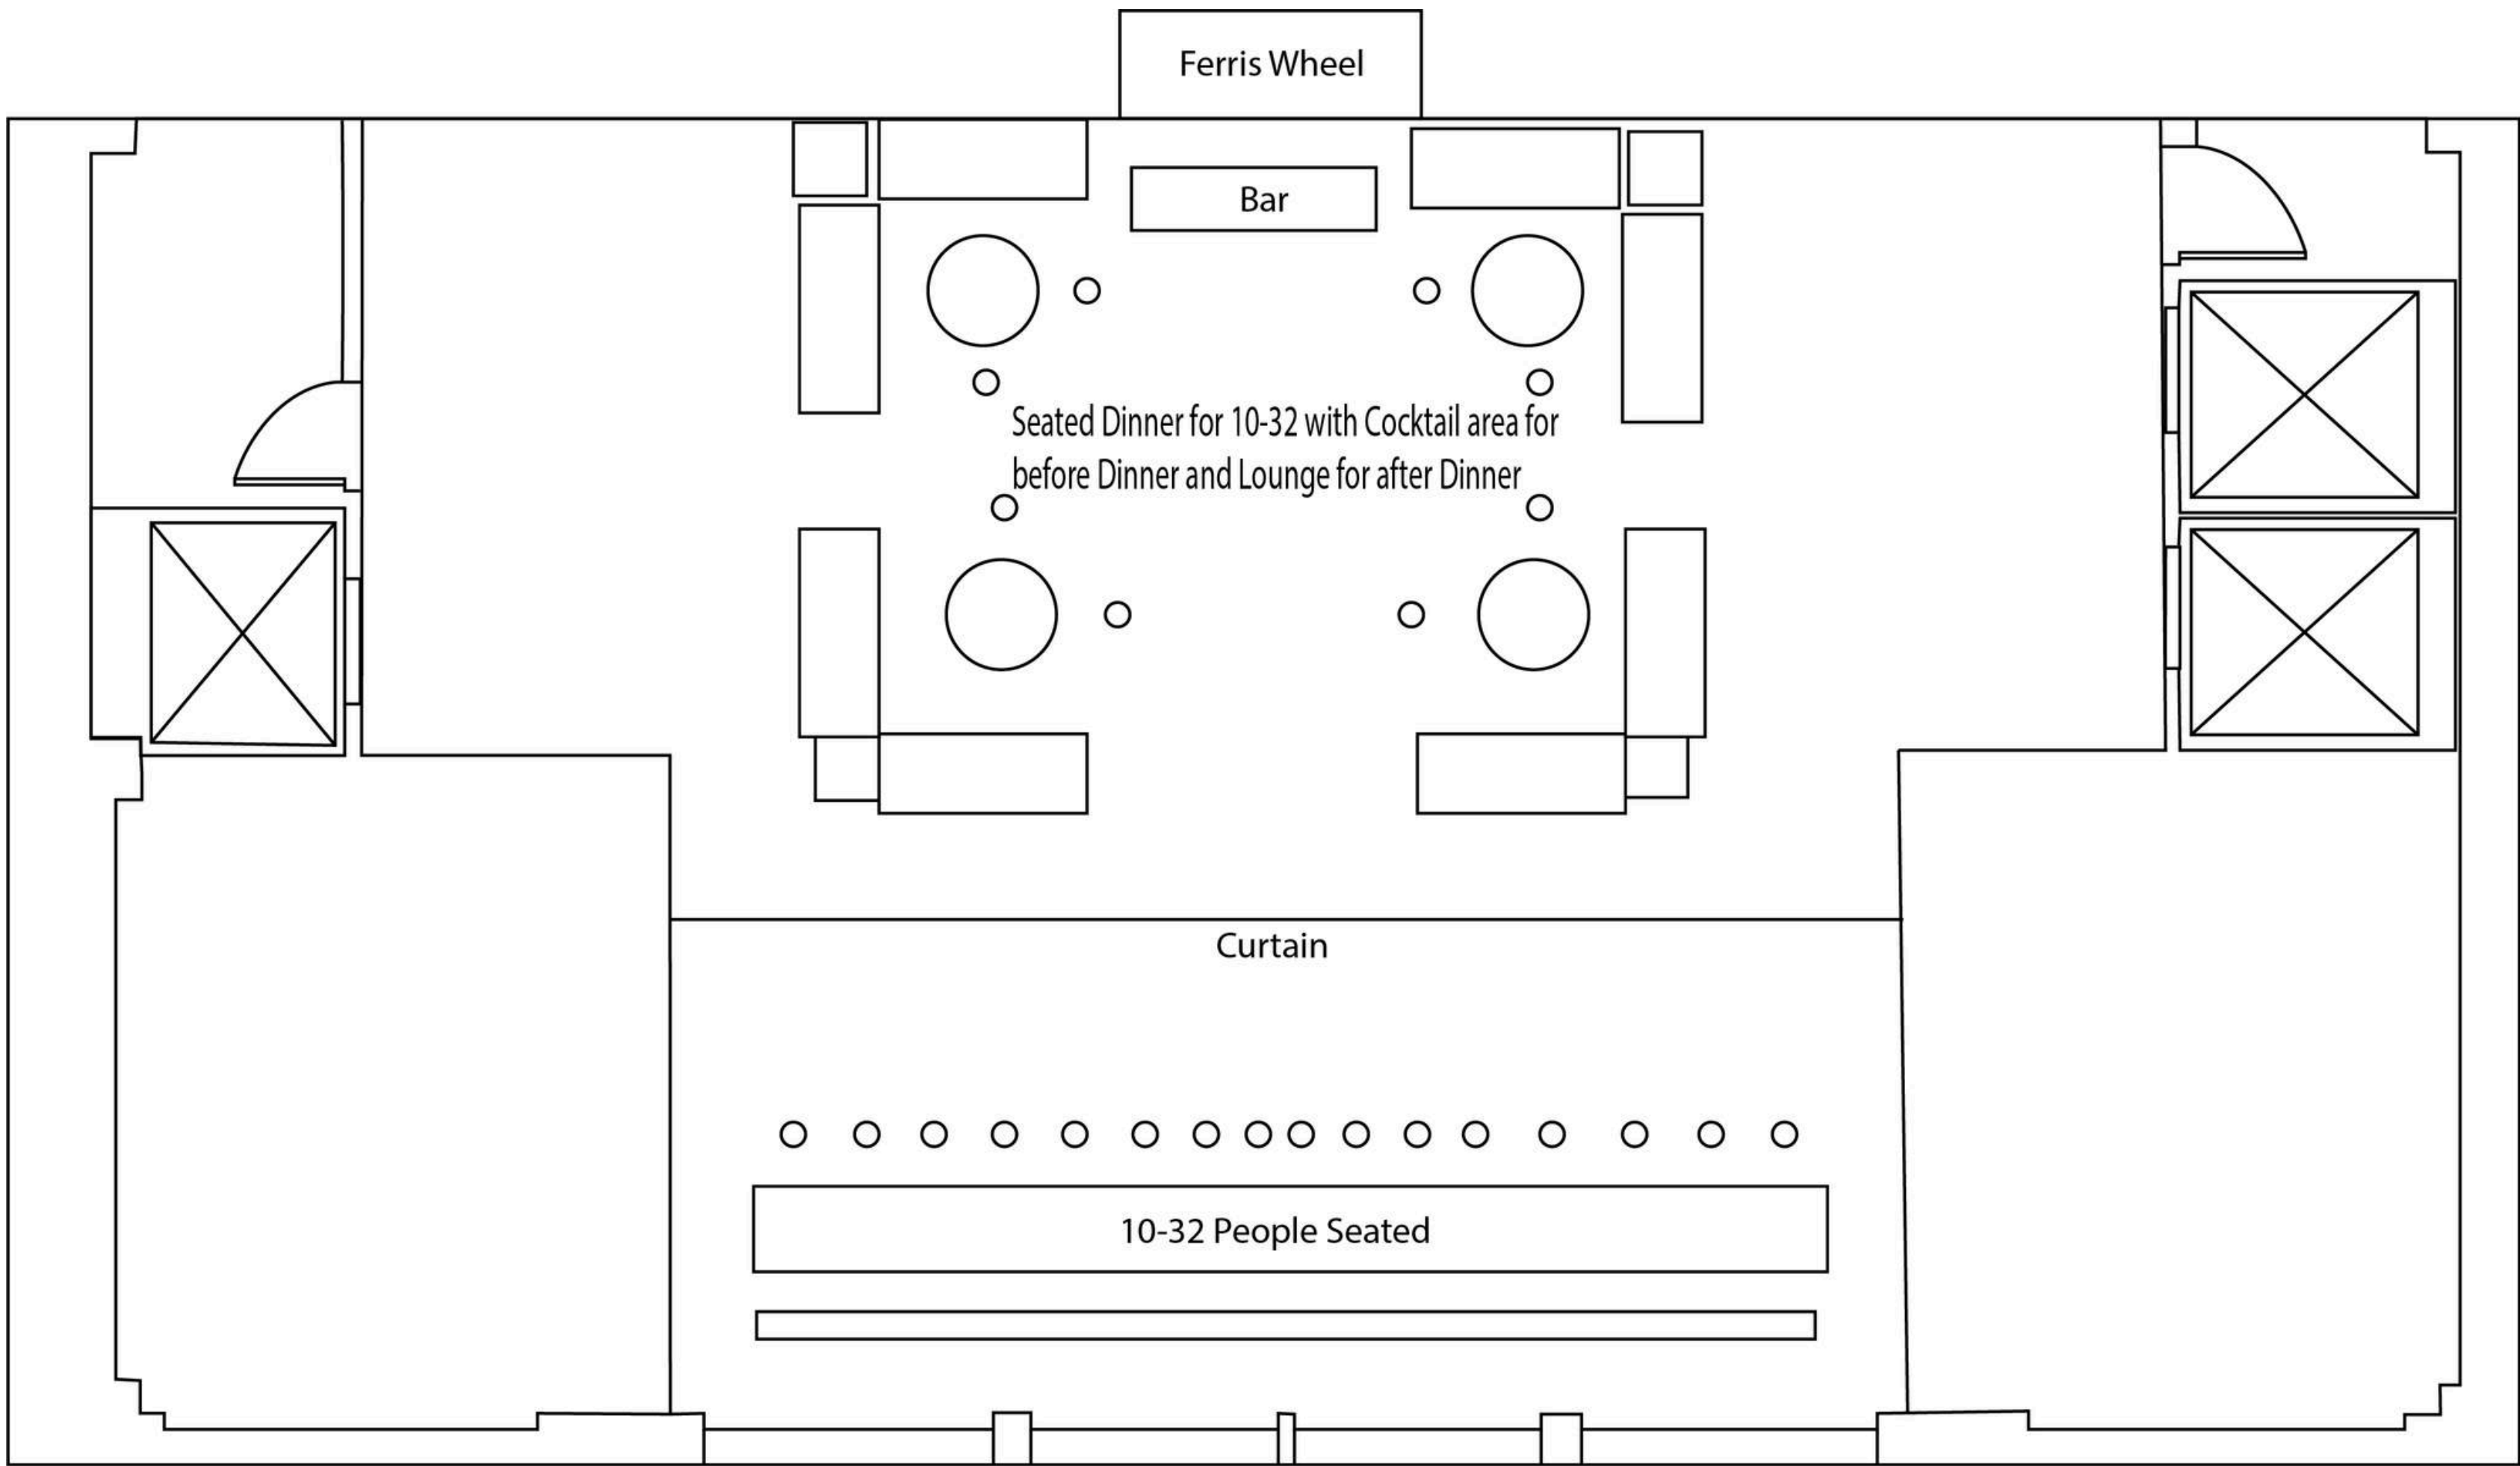 Ferris Wheel
Bar
Seated Dinner for 10-32 with Cocktail area for
before Dinner and Lounge for after Dinner
Curtain
10-32 People Seated